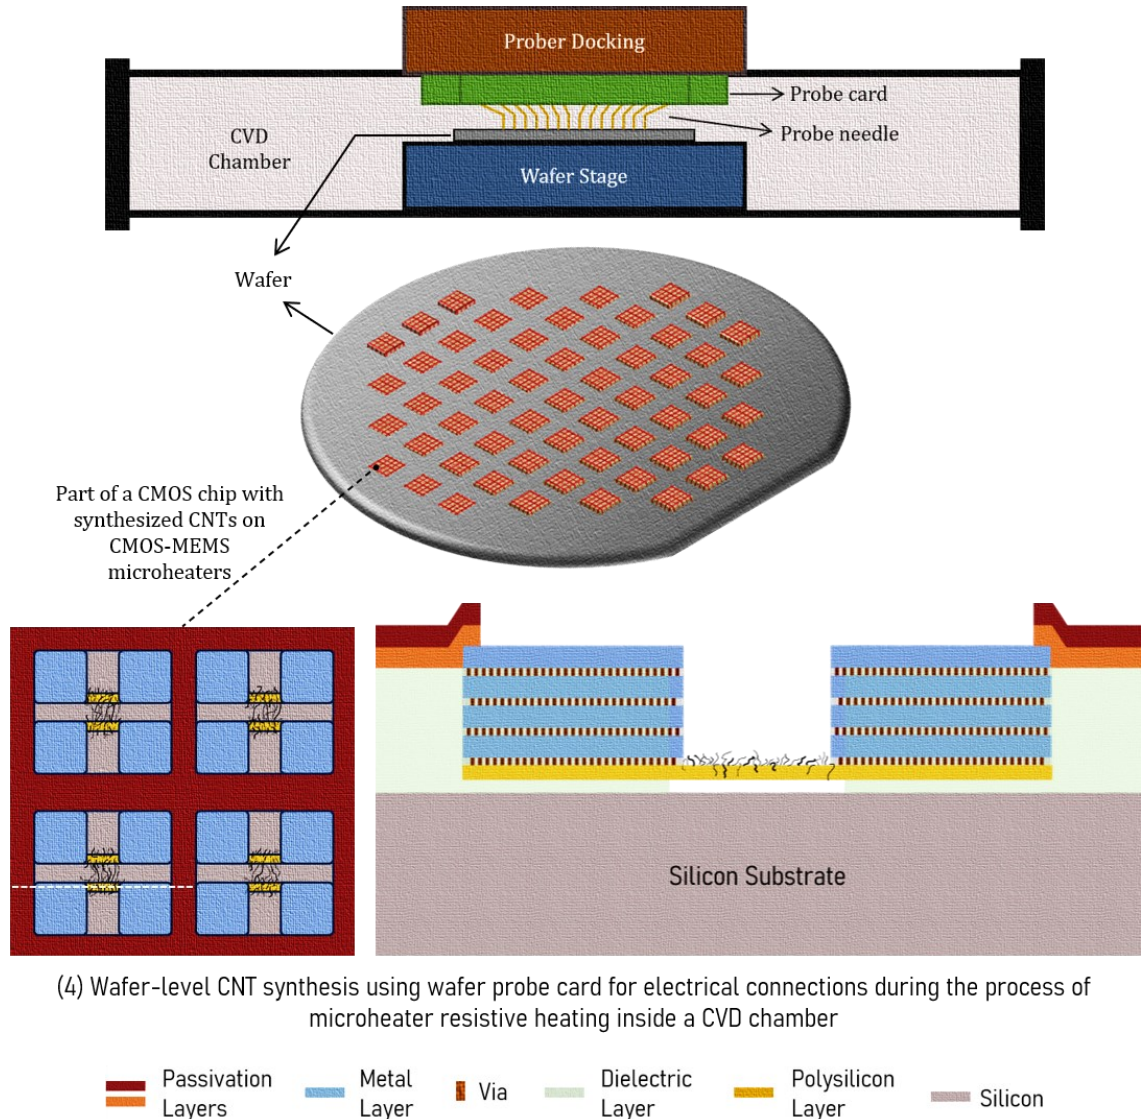 Prober Docking
Probe card
Probe needle
CVD
Chamber
Wafer Stage
Wafer
Part of a CMOS chip with
synthesized CNTs on
CMOS-MEMS
microheaters
Silicon Substrate
(4) Wafer-level CNT synthesis using wafer probe card for electrical connections during the process of
microheater resistive heating inside a CVD chamber
Passivation
Layers
Metal
Layer
Via
Dielectric
Layer
Polysilicon
Layer
Silicon